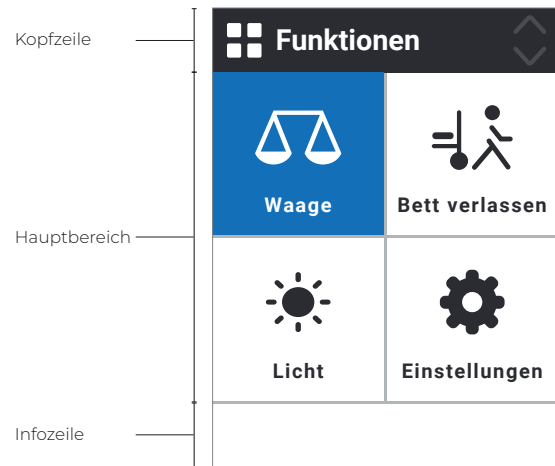 Kopfzeile
Funktionen
Hauptbereich
Waage
Bett verlassen
Licht
Einstellungen
Infozeile